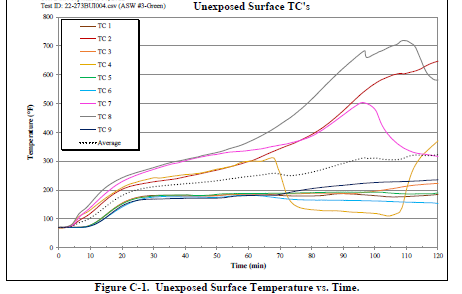 Test ID: 22-273BUI004.csv (ASW #3-Green)
Unexposed Surface TC's
800
700
600
500
400
300
200
100
0
Temperature (°F)
TC 1
TC 2
TC 3
TC 4
TC 5
TC 6
TC 7
TC 8
TC 9
Average
0 10 20 30 40 50 60 70 80 90 100 110 120
Time (min)
Figure C-1. Unexposed Surface Temperature vs. Time.